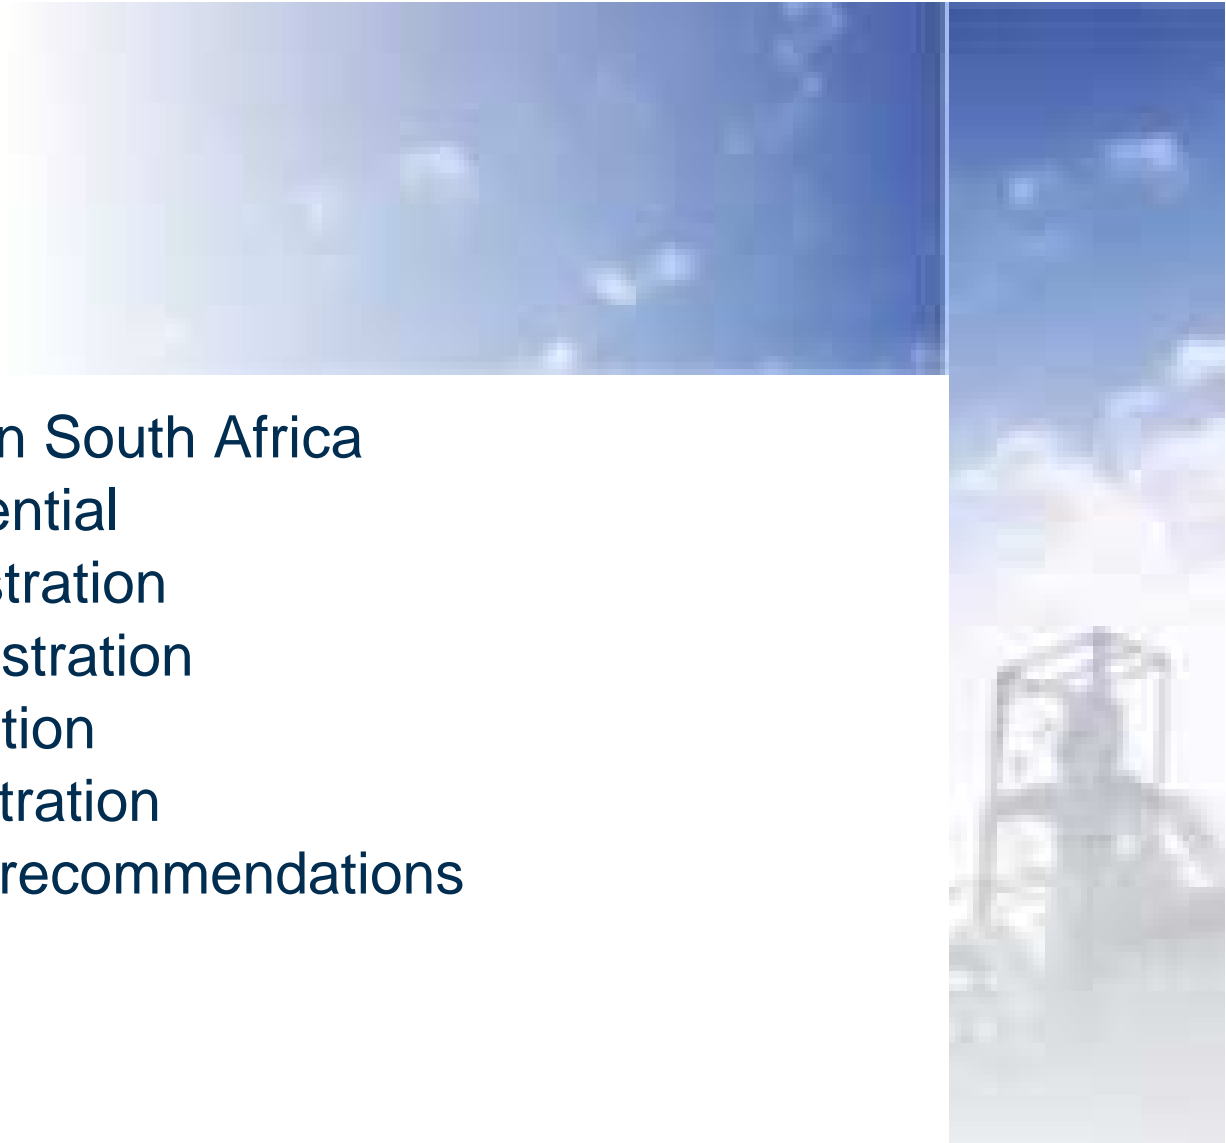 n South Africa
ential
stration
stration
tion
tration
recommendations